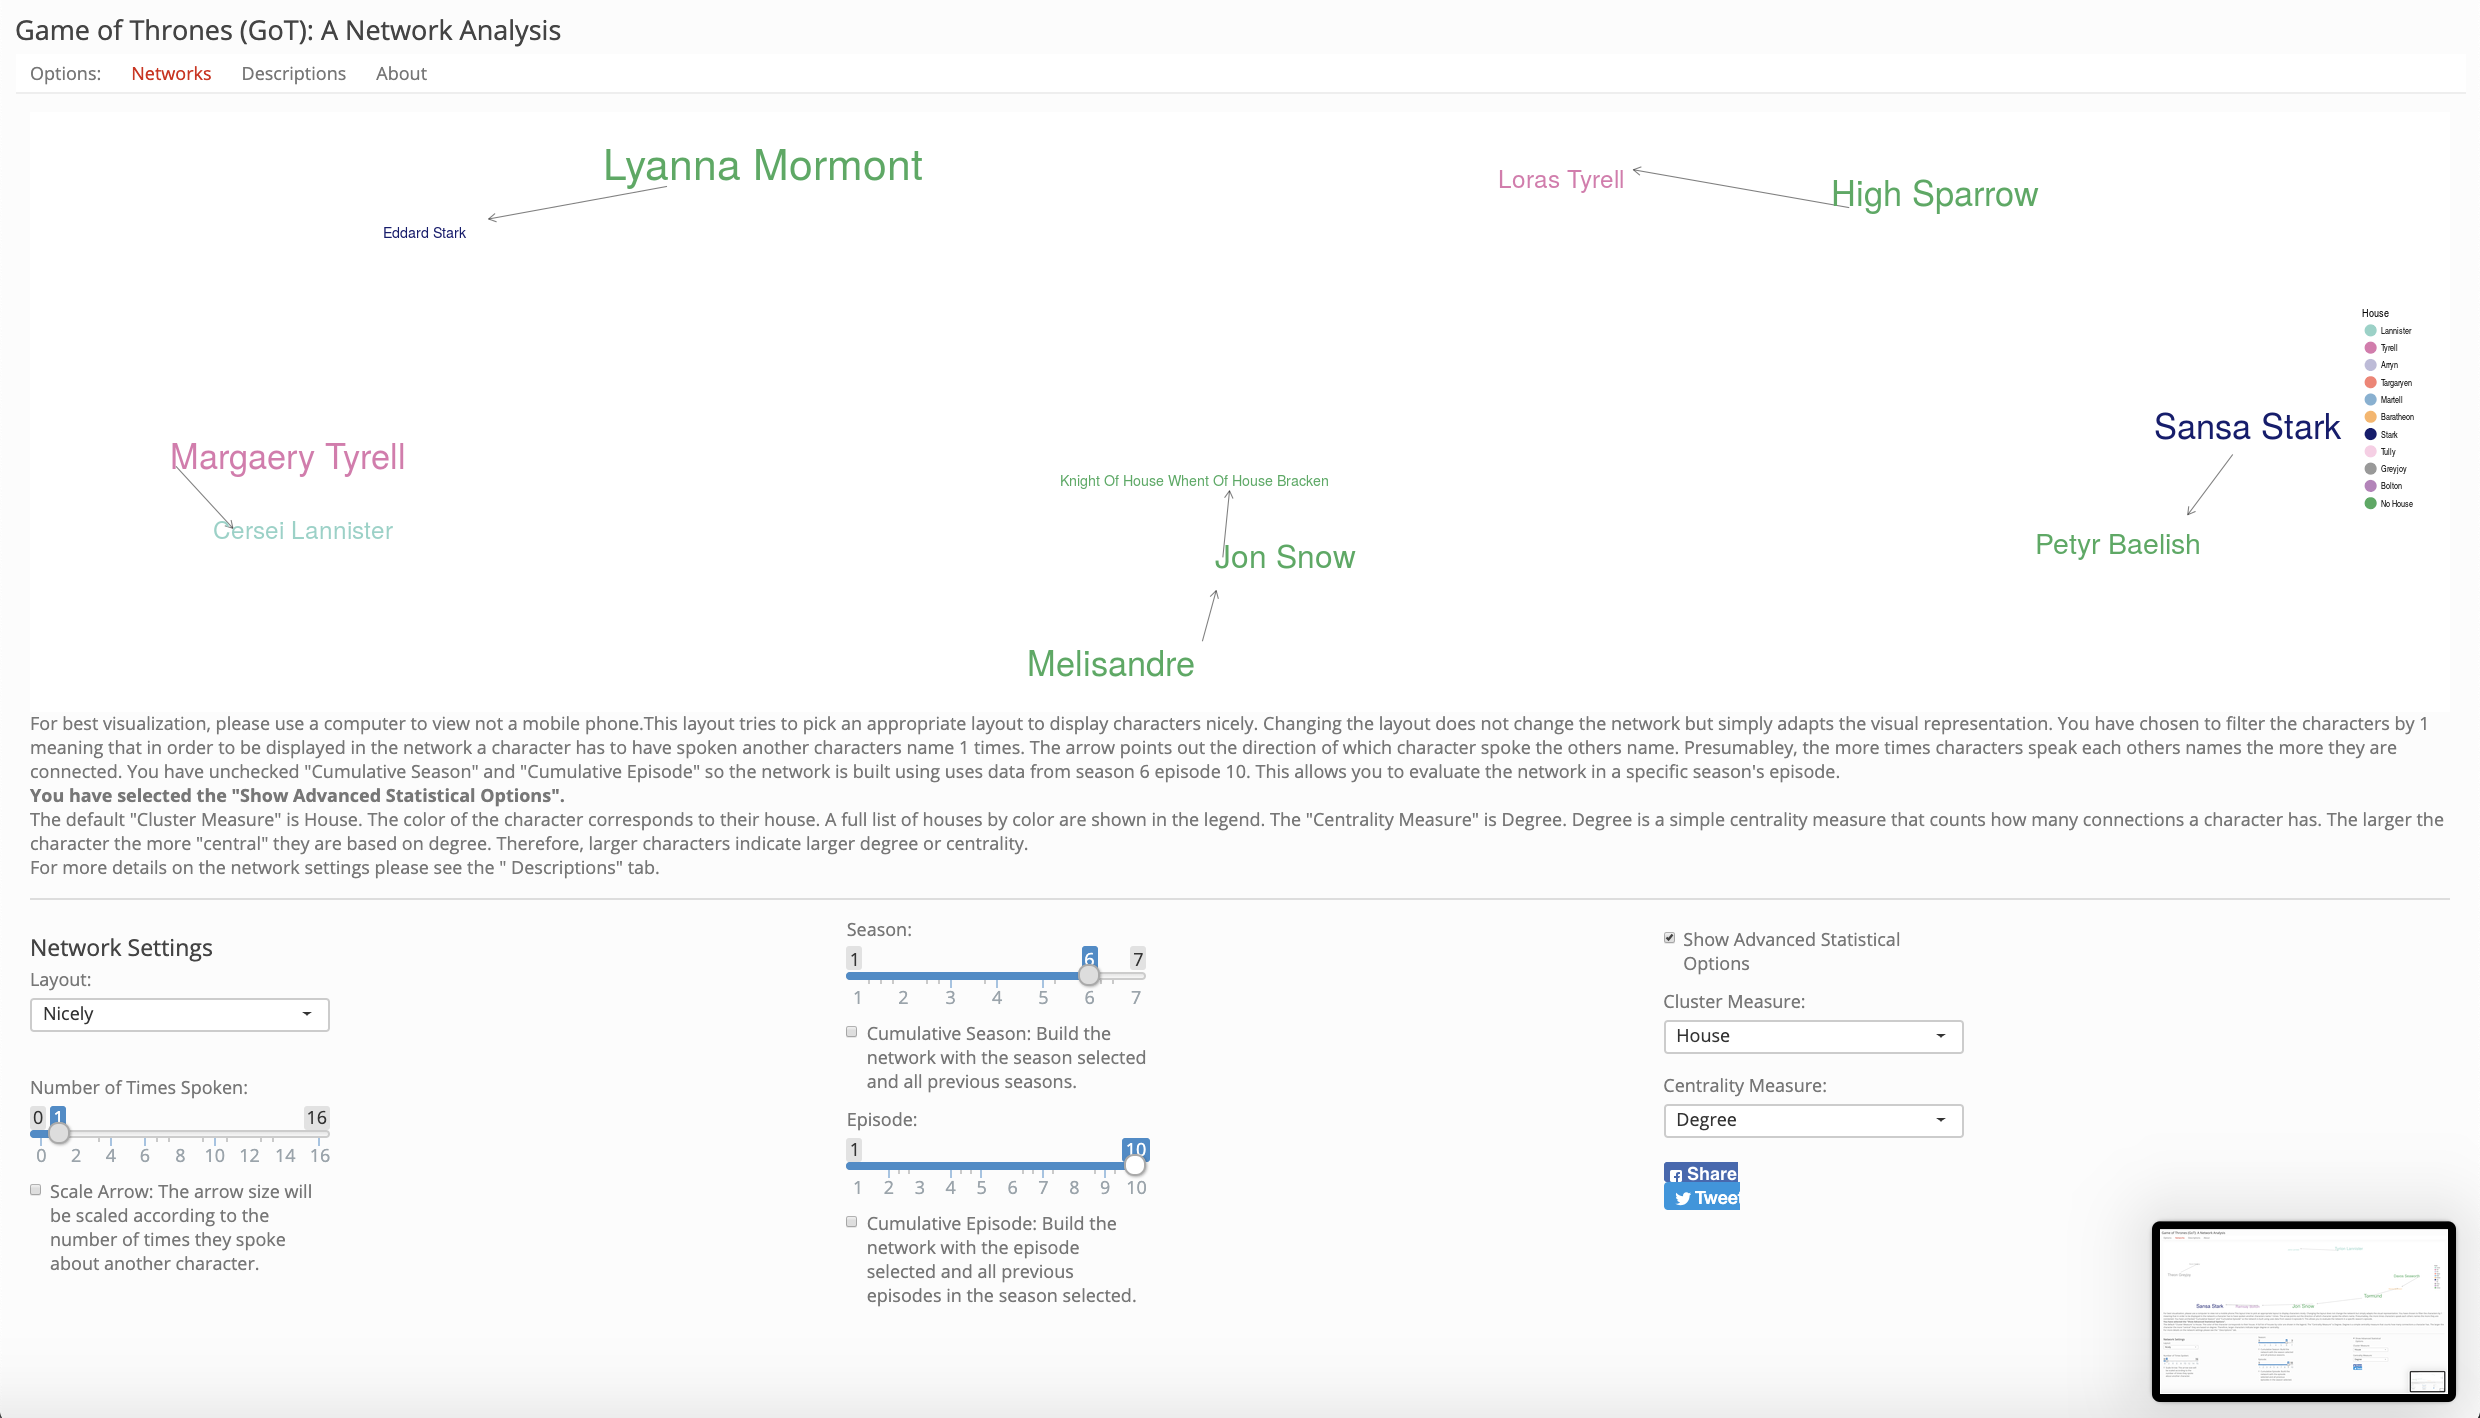 Game of Thrones (GoT): A Network Analysis
Options: Networks Descriptions About
Lyanna Mormont
Loras Tyrell
High Sparrow
Eddard Stark
House
Lannister
Tyrell
Arryn
Targaryen
Martell
Baratheon
Stark
Tully
Greyjoy
Bolton
No House
Sansa Stark
Margaery Tyrell
Knight Of House Whent Of House Bracken
Cersei Lannister
Jon Snow
Petyr Baelish
Melisandre
For best visualization, please use a computer to view not a mobile phone.This layout tries to pick an appropriate layout to display characters nicely. Changing the layout does not change the network but simply adapts the visual representation. You have chosen to filter the characters by 1
meaning that in order to be displayed in the network a character has to have spoken another characters name 1 times. The arrow points out the direction of which character spoke the others name. Presumabley, the more times characters speak each others names the more they are
connected. You have unchecked "Cumulative Season" and "Cumulative Episode" so the network is built using uses data from season 6 episode 10. This allows you to evaluate the network in a specific season's episode.
You have selected the "Show Advanced Statistical Options".
The default "Cluster Measure" is House. The color of the character corresponds to their house. A full list of houses by color are shown in the legend. The "Centrality Measure" is Degree. Degree is a simple centrality measure that counts how many connections a character has. The larger the
character the more "central" they are based on degree. Therefore, larger characters indicate larger degree or centrality.
For more details on the network settings please see the " Descriptions" tab.
Network Settings
Layout:
Nicely
Number of Times Spoken:
0 1 16
0 2 4 6 8 10 12 14 16
Scale Arrow: The arrow size will
be scaled according to the
number of times they spoke
about another character.
Season:
1 6 7
1 2 3 4 5 6 7
Cumulative Season: Build the
network with the season selected
and all previous seasons.
Episode:
1 10
1 2 3 4 5 6 7 8 9 10
Cumulative Episode: Build the
network with the episode
selected and all previous
episodes in the season selected.
Show Advanced Statistical
Options
Cluster Measure:
House
Centrality Measure:
Degree
Share
Tweet
Game of Thrones (GoT): A Network Analysis
Sansa Stark
Jon Snow